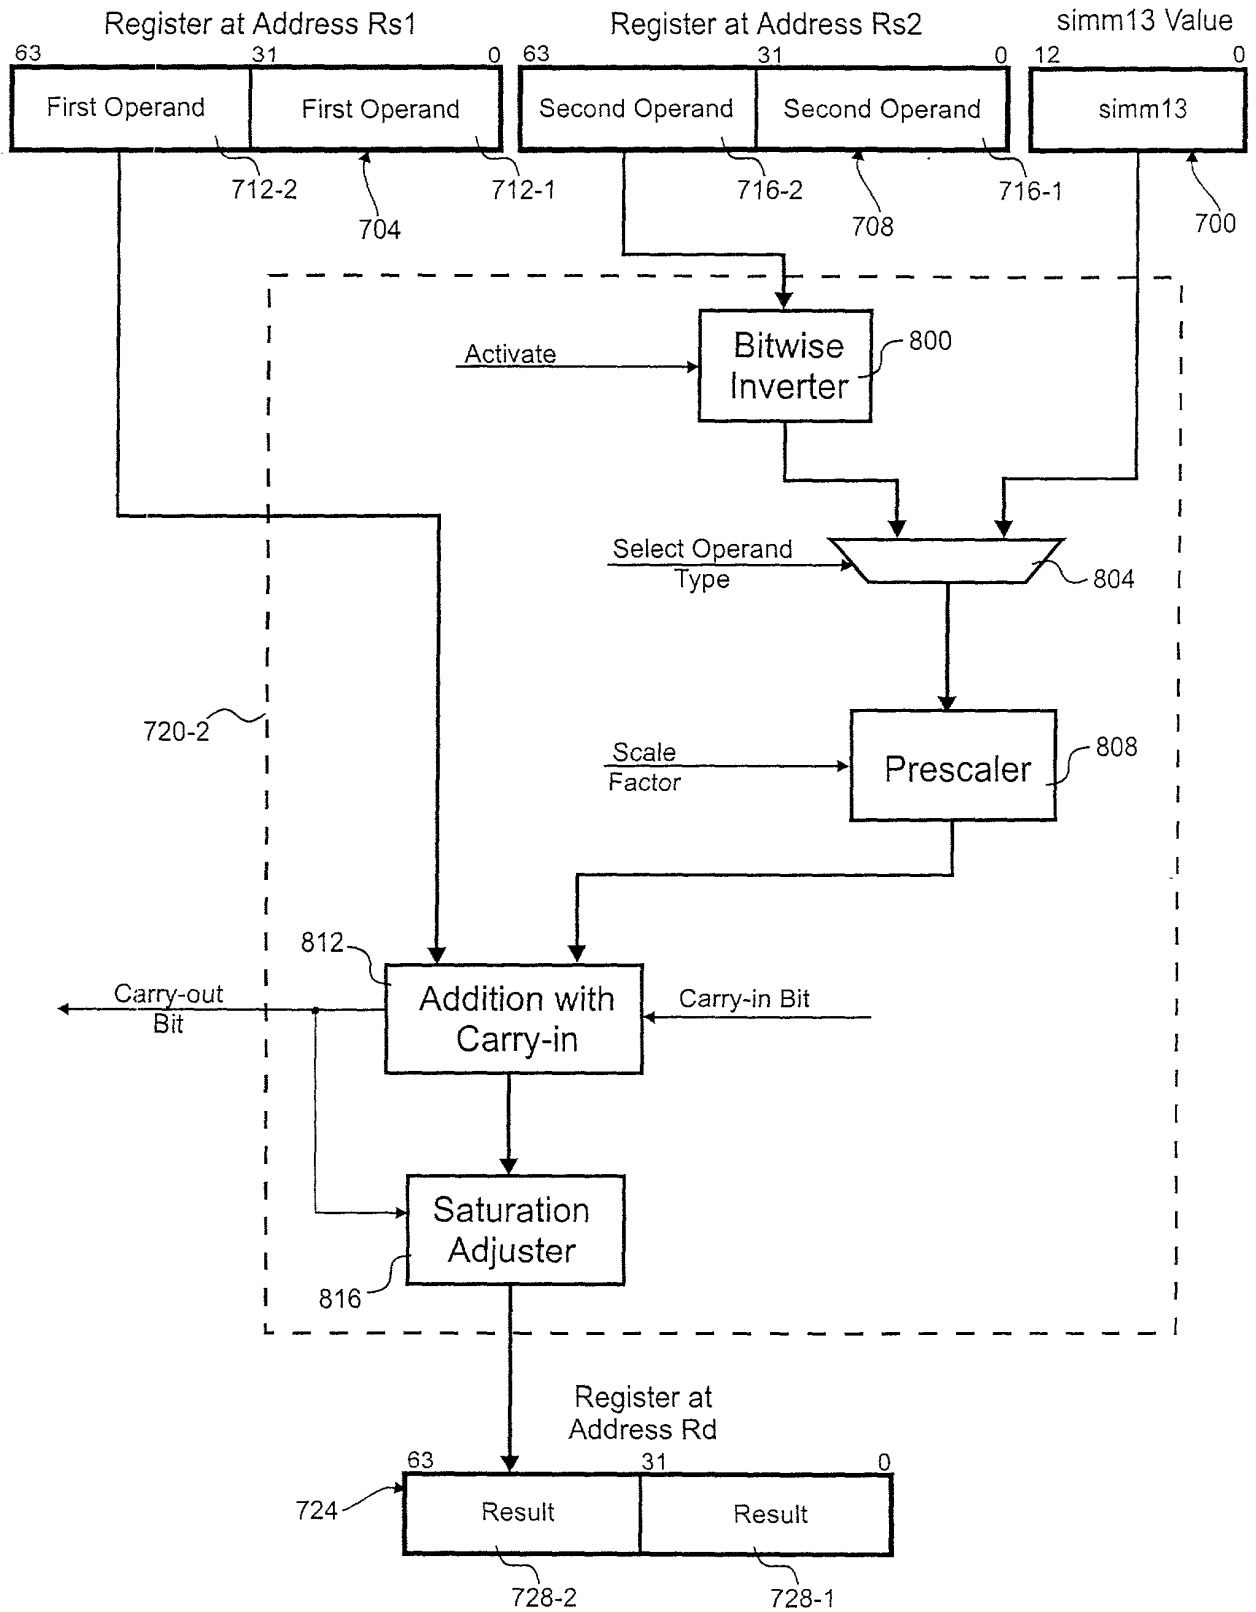 Register at Address Rs1
Register at Address Rs2
simm13 Value
63
31
0
63
31
0
12
0
First Operand
First Operand
Second Operand
Second Operand
simm13
712-2
704
712-1
716-2
708
716-1
700
Activate
Bitwise
Inverter
800
Select Operand
Type
804
720-2
Scale
Factor
Prescaler
808
812
Carry-out
Bit
Addition with
Carry-in
Carry-in Bit
Saturation
Adjuster
816
Register at
Address Rd
63
31
0
724
Result
Result
728-2
728-1